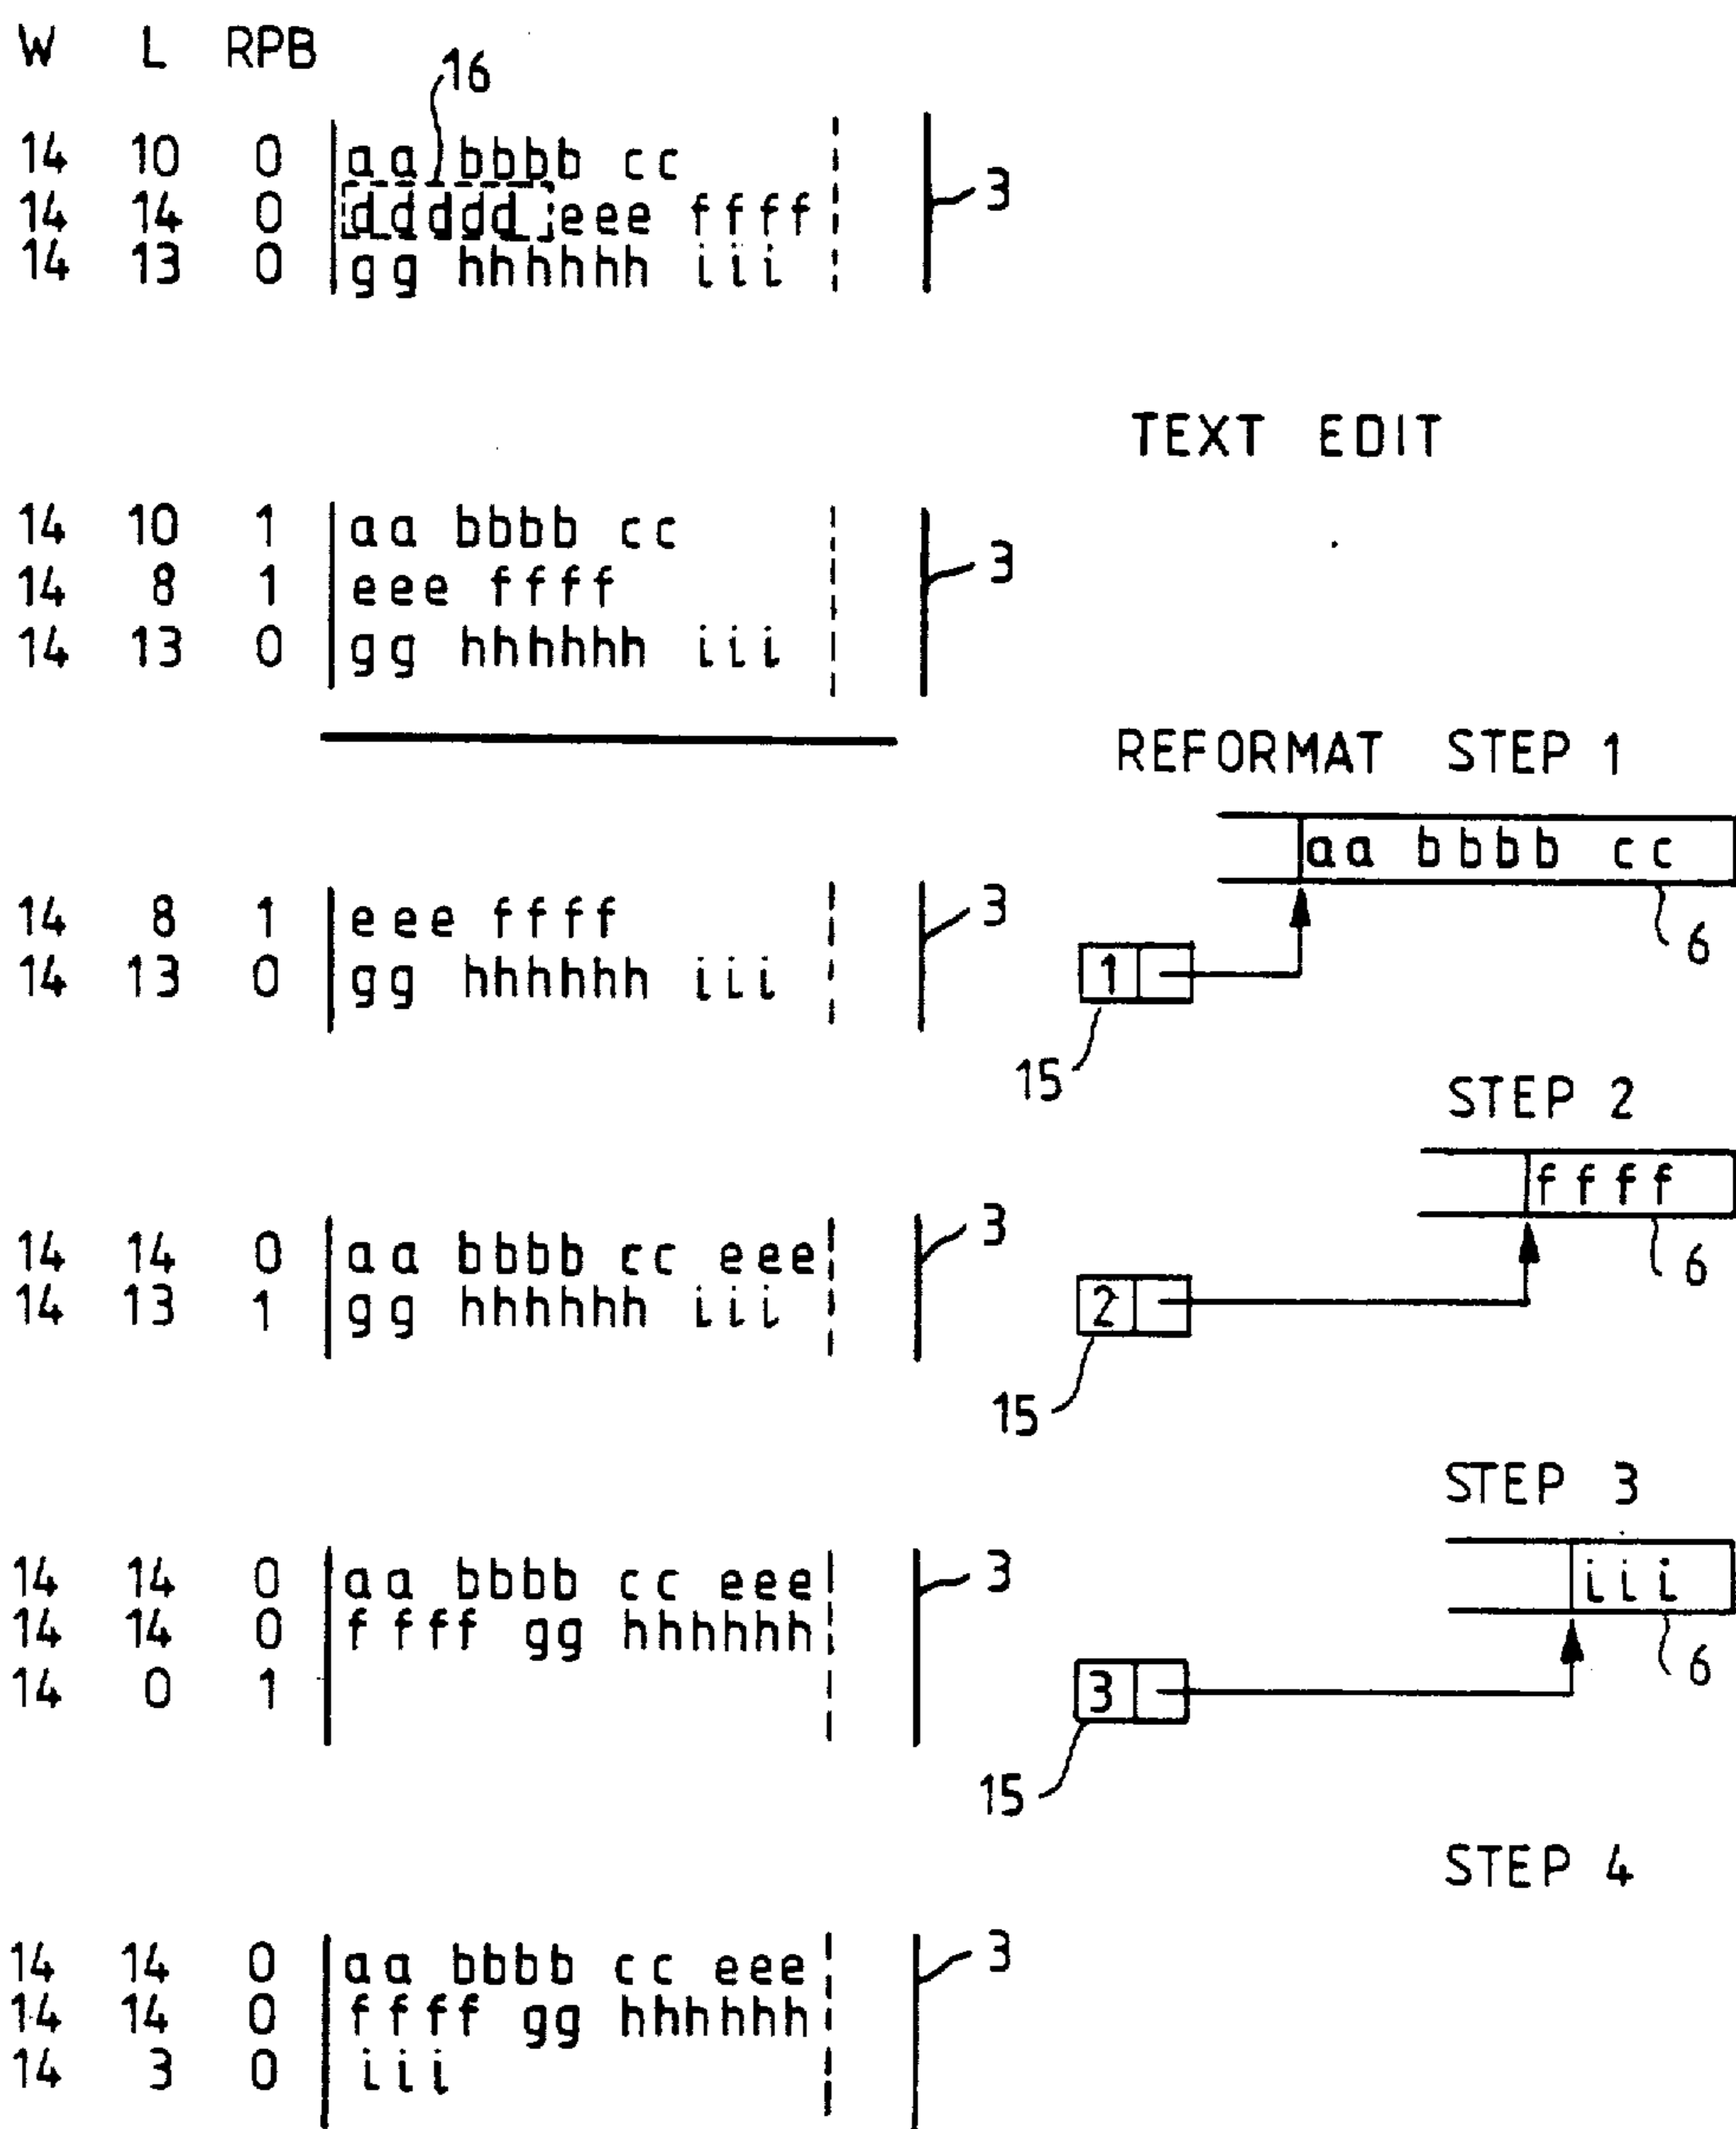 W L RPB
16
14 10 0 aa bbbb cc
14 14 0 ddddd eee ffff 3
14 13 0 gg hhhhhh iii
TEXT EDIT
14 10 1 aa bbbb cc
14 8 1 eee ffff 3
14 13 0 gg hhhhhh iii
REFORMAT STEP 1
aa bbbb cc
14 8 1 eee ffff 3
6
14 13 0 gg hhhhhh iii
1
15
STEP 2
ffff
3
14 14 0 aa bbbb cc eee
6
14 13 1 gg hhhhhh iii
2
15
STEP 3
14 14 0 aa bbbb cc eee 3
iii
14 14 0 ffff gg hhhhhh
6
14 0 1
3
15
STEP 4
14 14 0 aa bbbb cc eee 3
14 14 0 ffff gg hhhhhh
14 3 0 iii